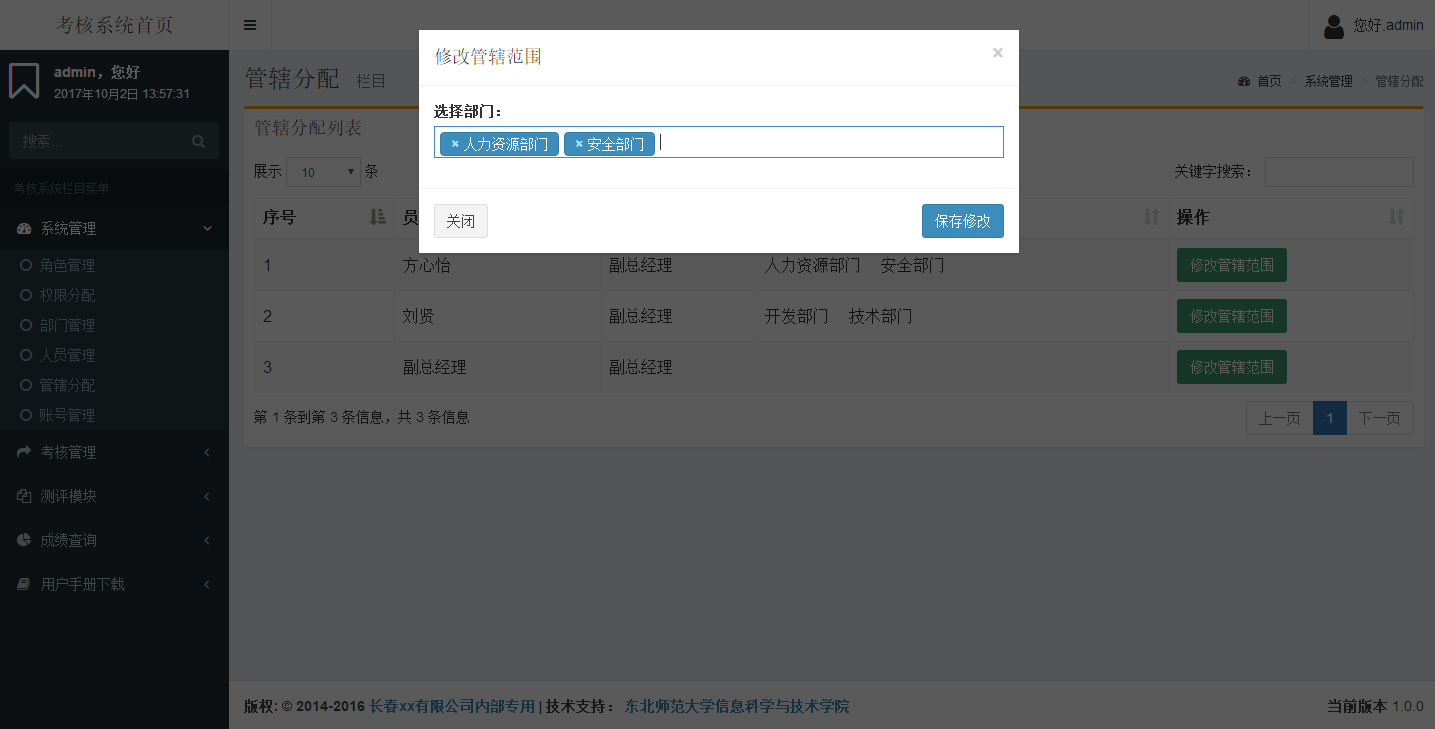 考核系统首页
您好,admin
admin，您好
2017年10月2日 13:57:31
搜索...
考核系统栏目菜单
系统管理
角色管理
权限分配
部门管理
人员管理
管辖分配
账号管理
考核管理
测评模块
成绩查询
用户手册下载
管辖分配 栏目
首页 > 系统管理 > 管辖分配
管辖分配列表
展示 10 条
关键字搜索：
序号 员 操作
1 方心怡 副总经理 人力资源部门 安全部门 修改管辖范围
2 刘贤 副总经理 开发部门 技术部门 修改管辖范围
3 副总经理 副总经理 修改管辖范围
第 1 条到第 3 条信息，共 3 条信息
上一页 1 下一页
修改管辖范围 ×
选择部门：
× 人力资源部门 × 安全部门
关闭 保存修改
版权: © 2014-2016 长春xx有限公司内部专用 | 技术支持： 东北师范大学信息科学与技术学院
当前版本 1.0.0